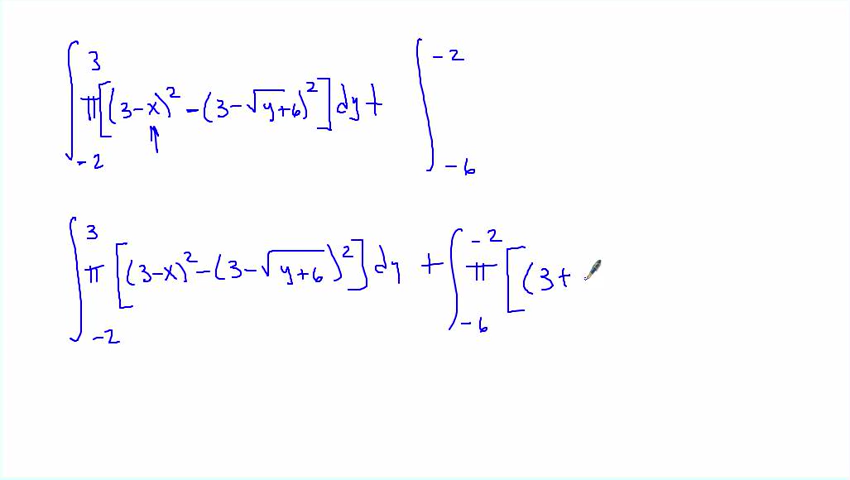 ∫_{-2}^{3} π[(3-x)² - (3-√(y+6))²] dy + ∫_{-6}^{-2}
↑
∫_{-2}^{3} π[(3-x)² - (3-√(y+6))²] dy + ∫_{-6}^{-2} π[(3+